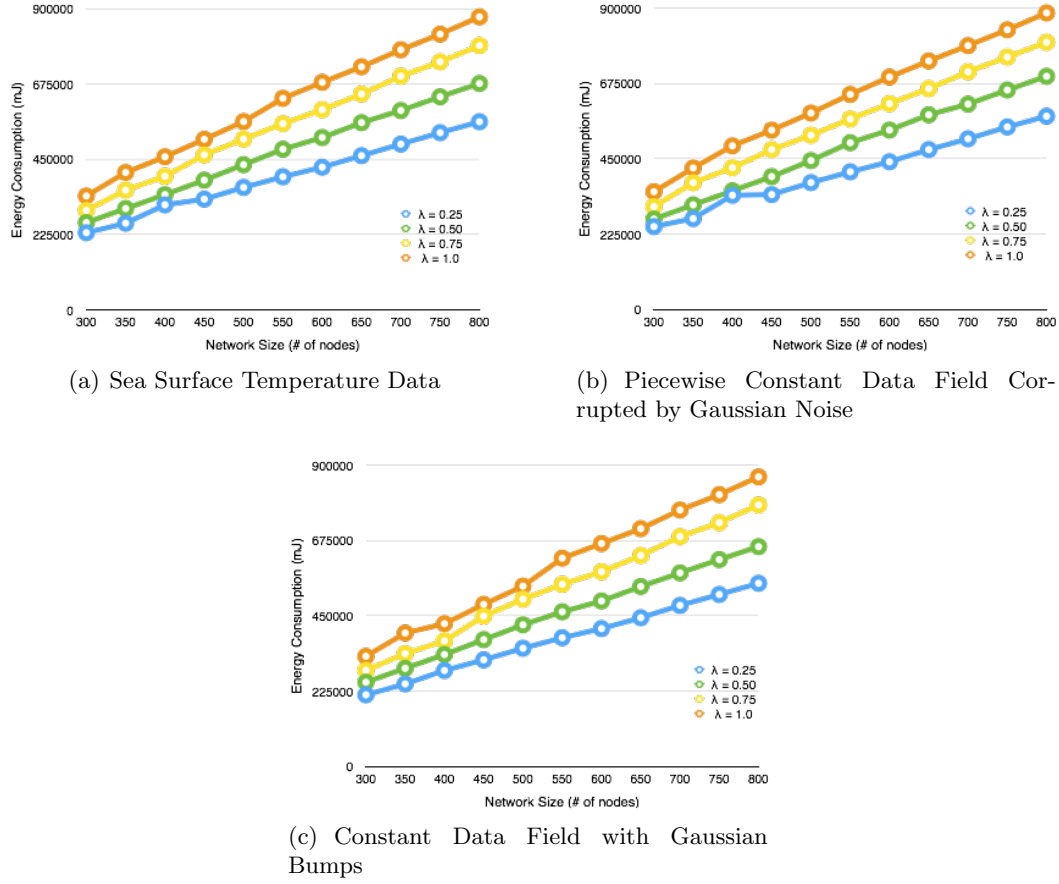 900000
675000
450000
225000
0
Energy Consumption (mJ)
λ = 0.25
λ = 0.50
λ = 0.75
λ = 1.0
300 350 400 450 500 550 600 650 700 750 800
Network Size (# of nodes)
(a) Sea Surface Temperature Data
900000
675000
450000
225000
0
Energy Consumption (mJ)
λ = 0.25
λ = 0.50
λ = 0.75
λ = 1.0
300 350 400 450 500 550 600 650 700 750 800
Network Size (# of nodes)
(b) Piecewise Constant Data Field Cor-
rupted by Gaussian Noise
900000
675000
450000
225000
0
Energy Consumption (mJ)
λ = 0.25
λ = 0.50
λ = 0.75
λ = 1.0
300 350 400 450 500 550 600 650 700 750 800
Network Size (# of nodes)
(c) Constant Data Field with Gaussian
Bumps